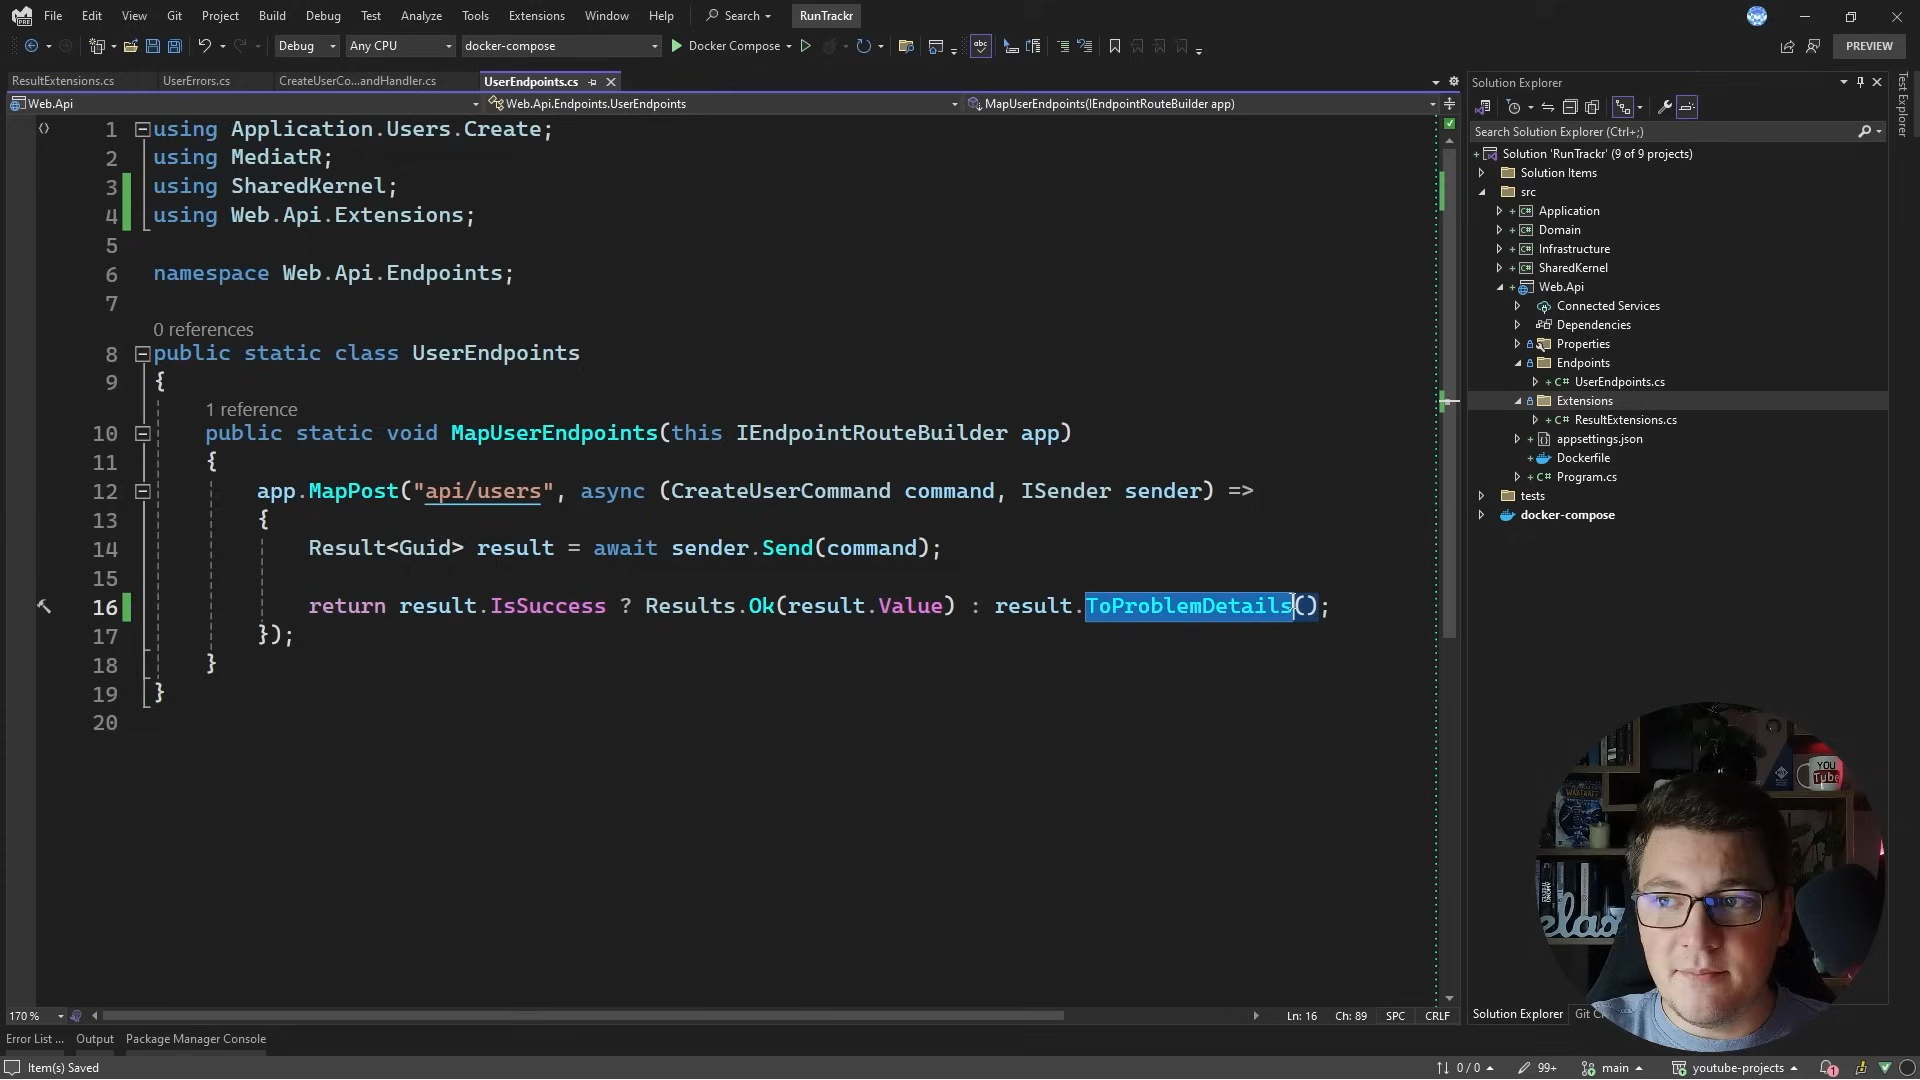 File Edit View Git Project Build Debug Test Analyze Tools Extensions Window Help Search RunTrackr
Debug Any CPU docker-compose Docker Compose PREVIEW
ResultExtensions.cs UserErrors.cs CreateUserCo...andHandler.cs UserEndpoints.cs
Web.Api Web.Api.Endpoints.UserEndpoints MapUserEndpoints(IEndpointRouteBuilder app)
1 using Application.Users.Create;
2 using MediatR;
3 using SharedKernel;
4 using Web.Api.Extensions;
5
6 namespace Web.Api.Endpoints;
7
0 references
8 public static class UserEndpoints
9 {
1 reference
10 public static void MapUserEndpoints(this IEndpointRouteBuilder app)
11 {
12 app.MapPost("api/users", async (CreateUserCommand command, ISender sender) =>
13 {
14 Result<Guid> result = await sender.Send(command);
15
16 return result.IsSuccess ? Results.Ok(result.Value) : result.ToProblemDetails();
17 });
18 }
19 }
20
170 % Ln: 16 Ch: 89 SPC CRLF
Error List ... Output Package Manager Console
Item(s) Saved 0 / 0 99+ main youtube-projects 1
Solution Explorer
Search Solution Explorer (Ctrl+;)
Solution 'RunTrackr' (9 of 9 projects)
Solution Items
src
Application
Domain
Infrastructure
SharedKernel
Web.Api
Connected Services
Dependencies
Properties
Endpoints
C# UserEndpoints.cs
Extensions
C# ResultExtensions.cs
appsettings.json
Dockerfile
C# Program.cs
tests
docker-compose
Solution Explorer
Test Explorer
YOU
Tube